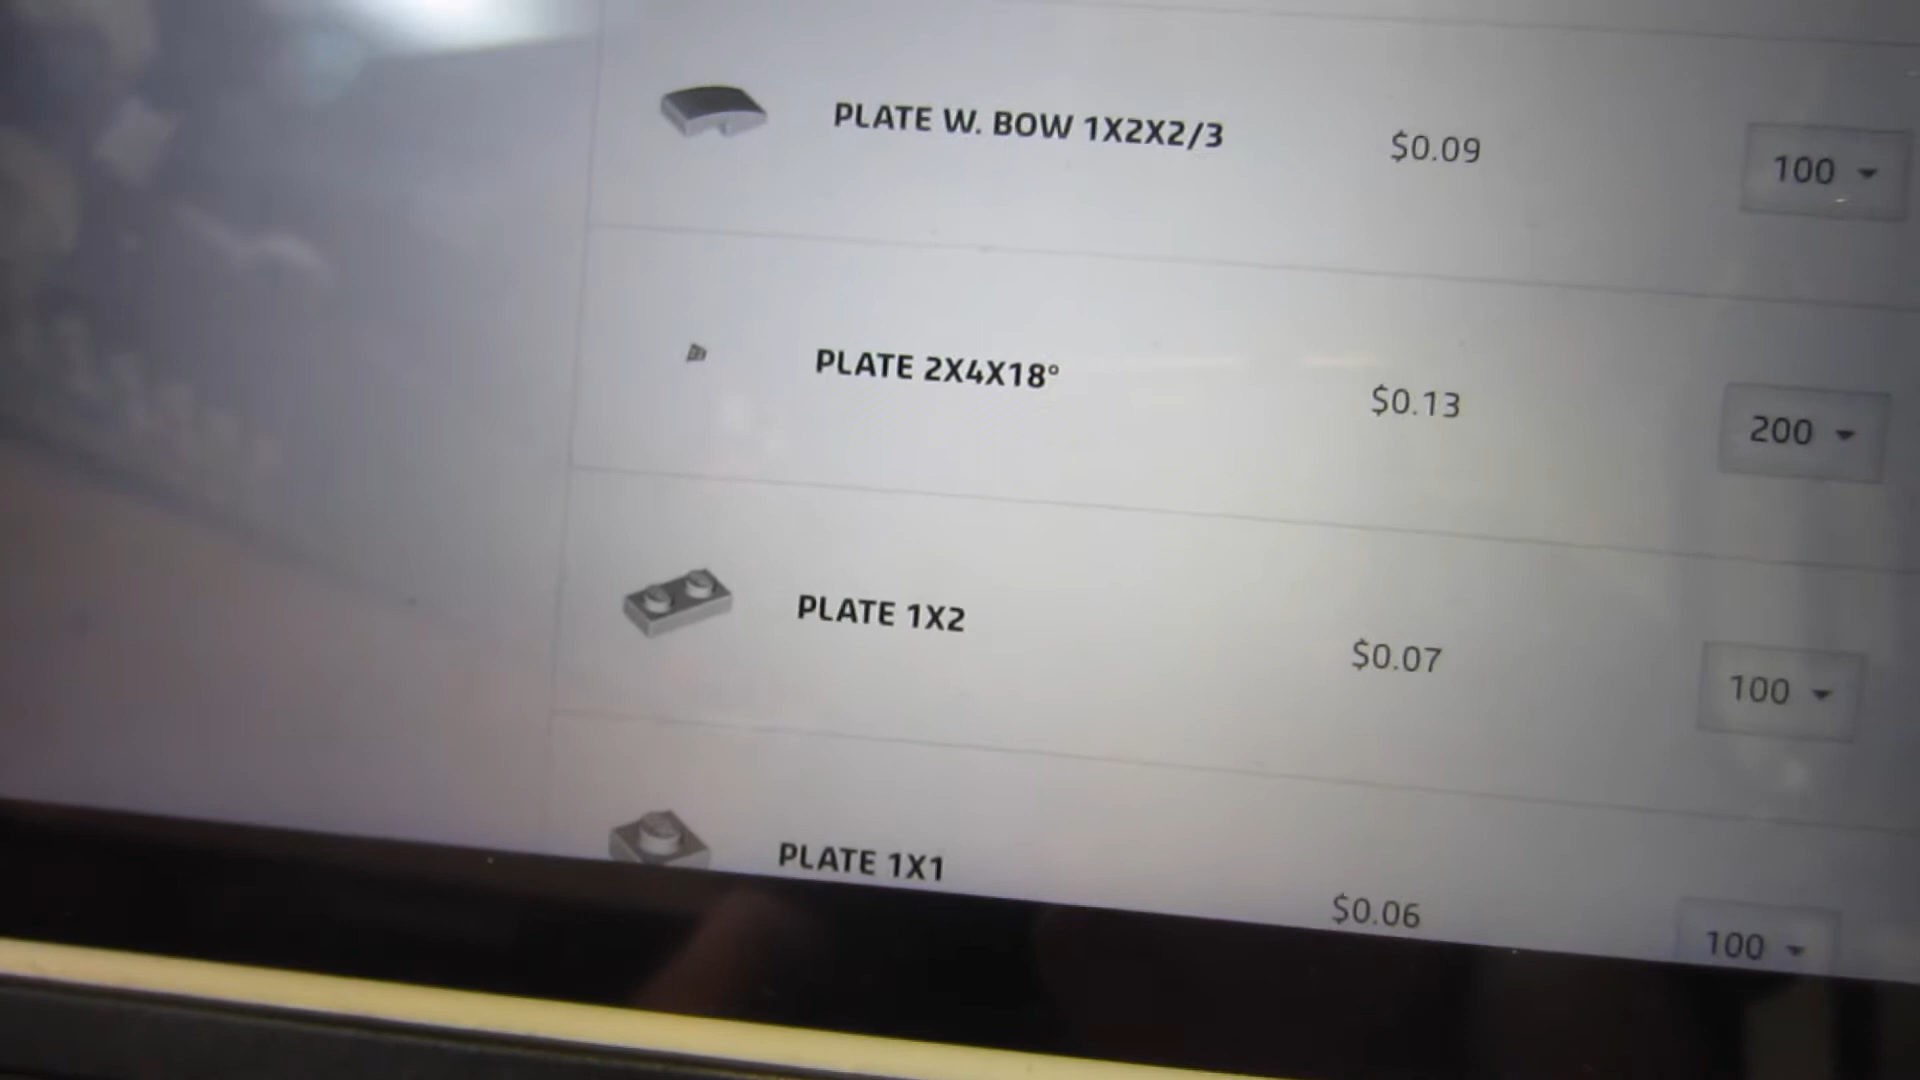 PLATE W. BOW 1X2X2/3 $0.09 100
PLATE 2X4X18° $0.13 200
PLATE 1X2 $0.07 100
PLATE 1X1 $0.06 100